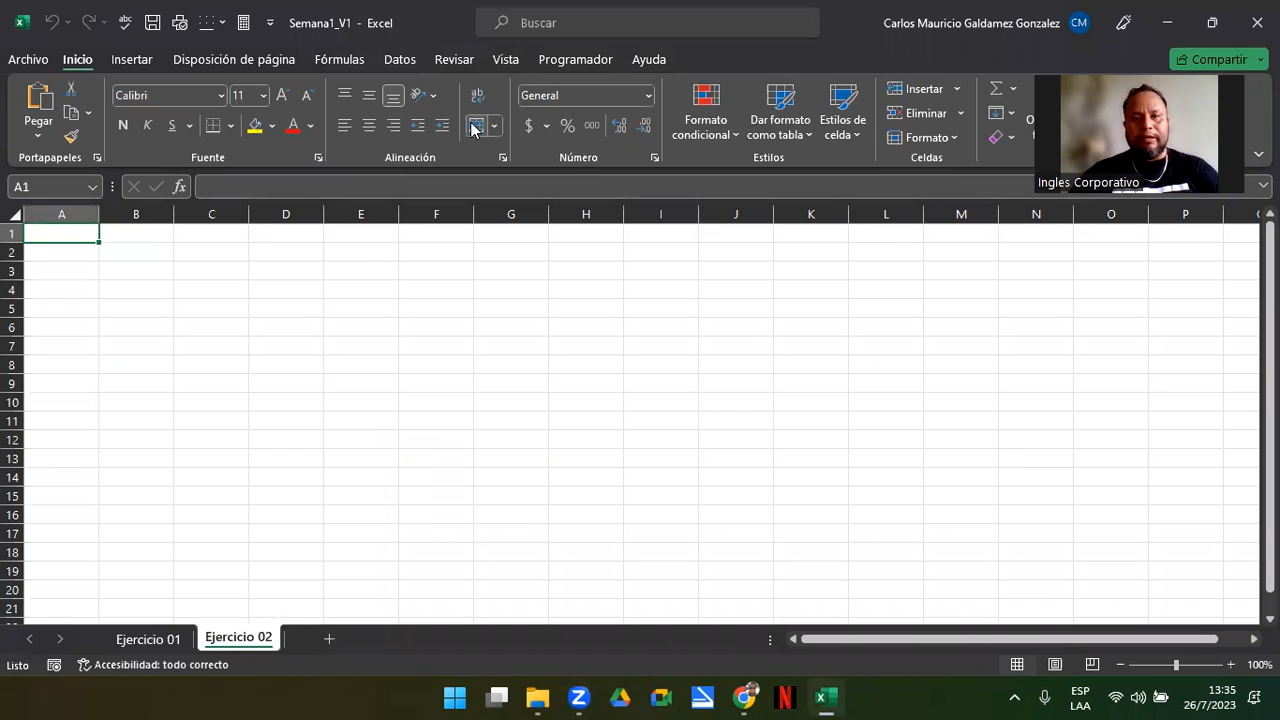 Semana1_V1 - Excel
Buscar
Carlos Mauricio Galdamez Gonzalez
CM
Archivo
Inicio
Insertar
Disposición de página
Fórmulas
Datos
Revisar
Vista
Programador
Ayuda
Compartir
Pegar
Portapapeles
Calibri
11
N K S
Fuente
Alineación
General
$ % 000
Número
Formato condicional
Dar formato como tabla
Estilos de celda
Estilos
Insertar
Eliminar
Formato
Celdas
Ingles Corporativo
A1
fx
A B C D E F G H I J K L M N O P
1
2
3
4
5
6
7
8
9
10
11
12
13
14
15
16
17
18
19
20
21
Ejercicio 01
Ejercicio 02
Listo
Accesibilidad: todo correcto
100%
ESP
LAA
13:35
26/7/2023